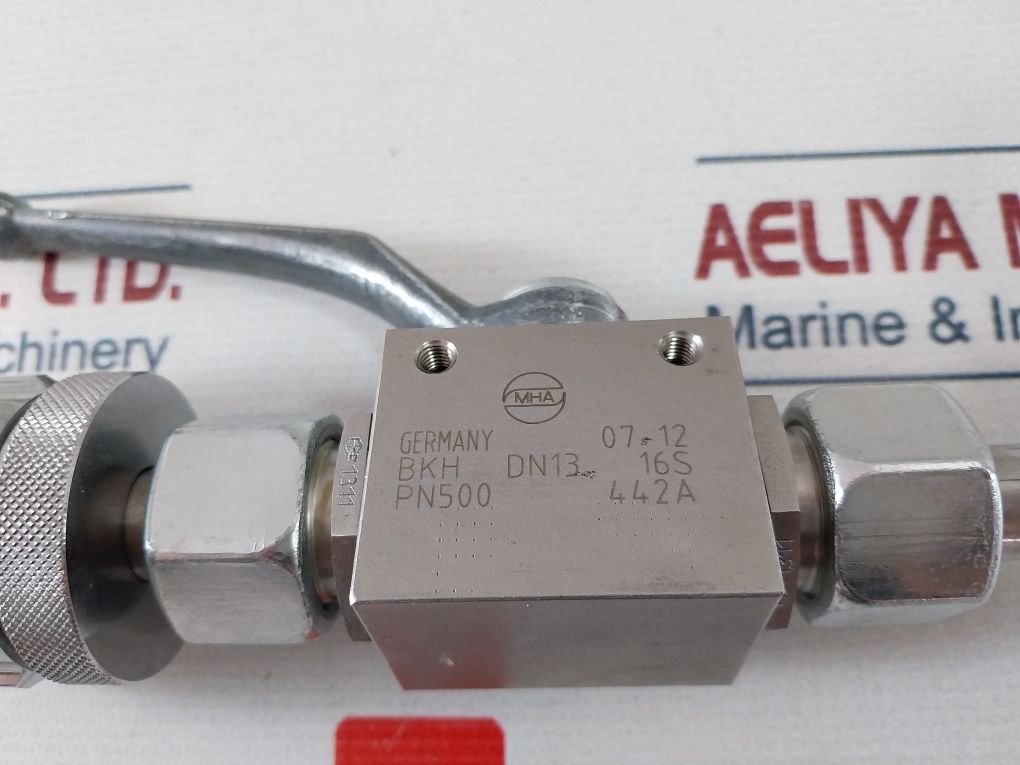 AELIYA M
Marine & In
. LTD.
chinery
MHA
GERMANY 07-12
BKH DN13 16S
PN500 442A
1311